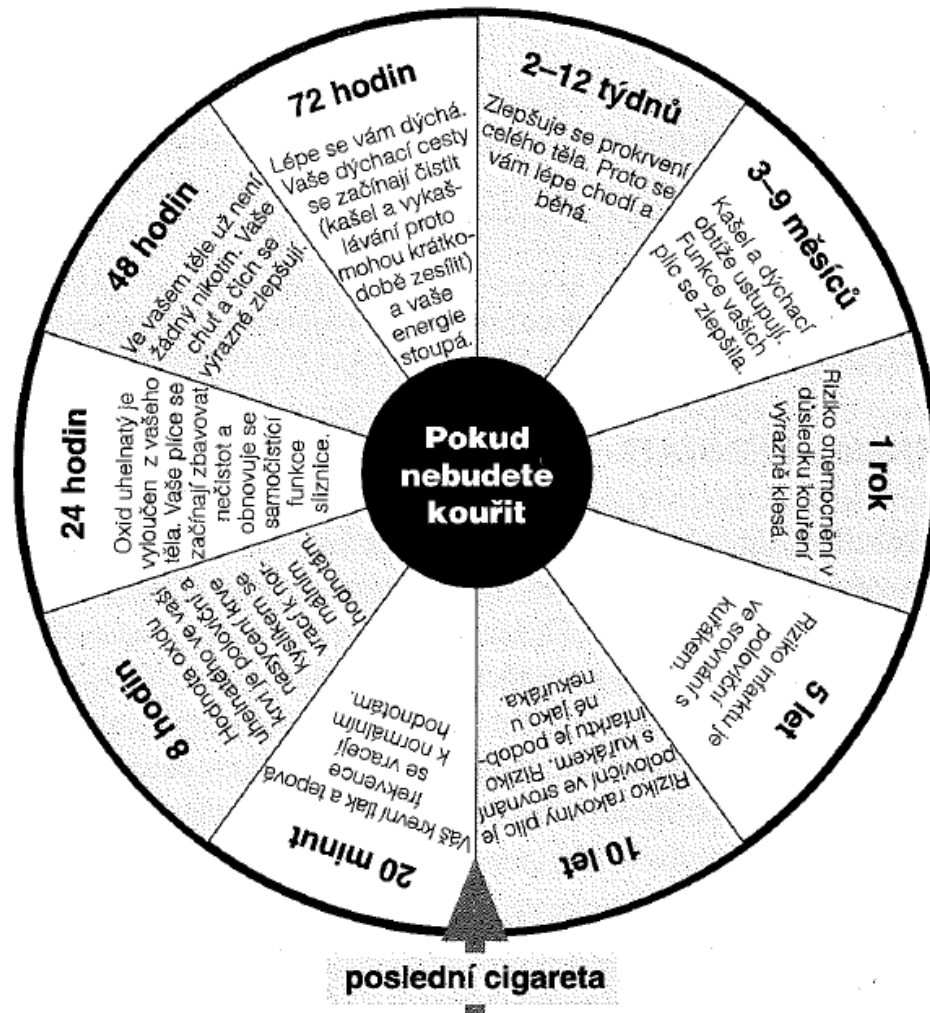 Pokud
nebudete
kouřit
poslední cigareta
20 minut
Váš krevní tlak a tepová
frekvence
se vracejí
k normálním
hodnotám.
8 hodin
Hodnota oxidu
uhelnatého ve vaší
krvi je poloviční a
nasycení krve
kyslíkem se
vrací k nor-
málním
hodnotám.
24 hodin
Oxid uhelnatý je
vyloučen z vašeho
těla. Vaše plíce se
začínají zbavovat
nečistot a
obnovuje se
samočistící
funkce
sliznice.
48 hodin
Ve vašem těle už není
žádný nikotin. Vaše
chuť a čich se
výrazně zlepšují.
72 hodin
Lépe se vám dýchá.
Vaše dýchací cesty
se začínají čistit
(kašel a vykaš-
lávání proto
mohou krátko-
době zesílit)
a vaše
energie
stoupá.
2–12 týdnů
Zlepšuje se prokrvení
celého těla. Proto se
vám lépe chodí a
běhá.
3–9 měsíců
Kašel a dýchací
obtíže ustupují.
Funkce vašich
plic se zlepšila.
1 rok
Riziko onemocnění v
důsledku kouření
výrazně klesá.
5 let
Riziko infarktu je
poloviční
ve srovnání s
kuřákem.
10 let
Riziko rakoviny plic je
poloviční ve srovnání
s kuřákem. Riziko
infarktu je podob-
né jako u
nekuřáka.